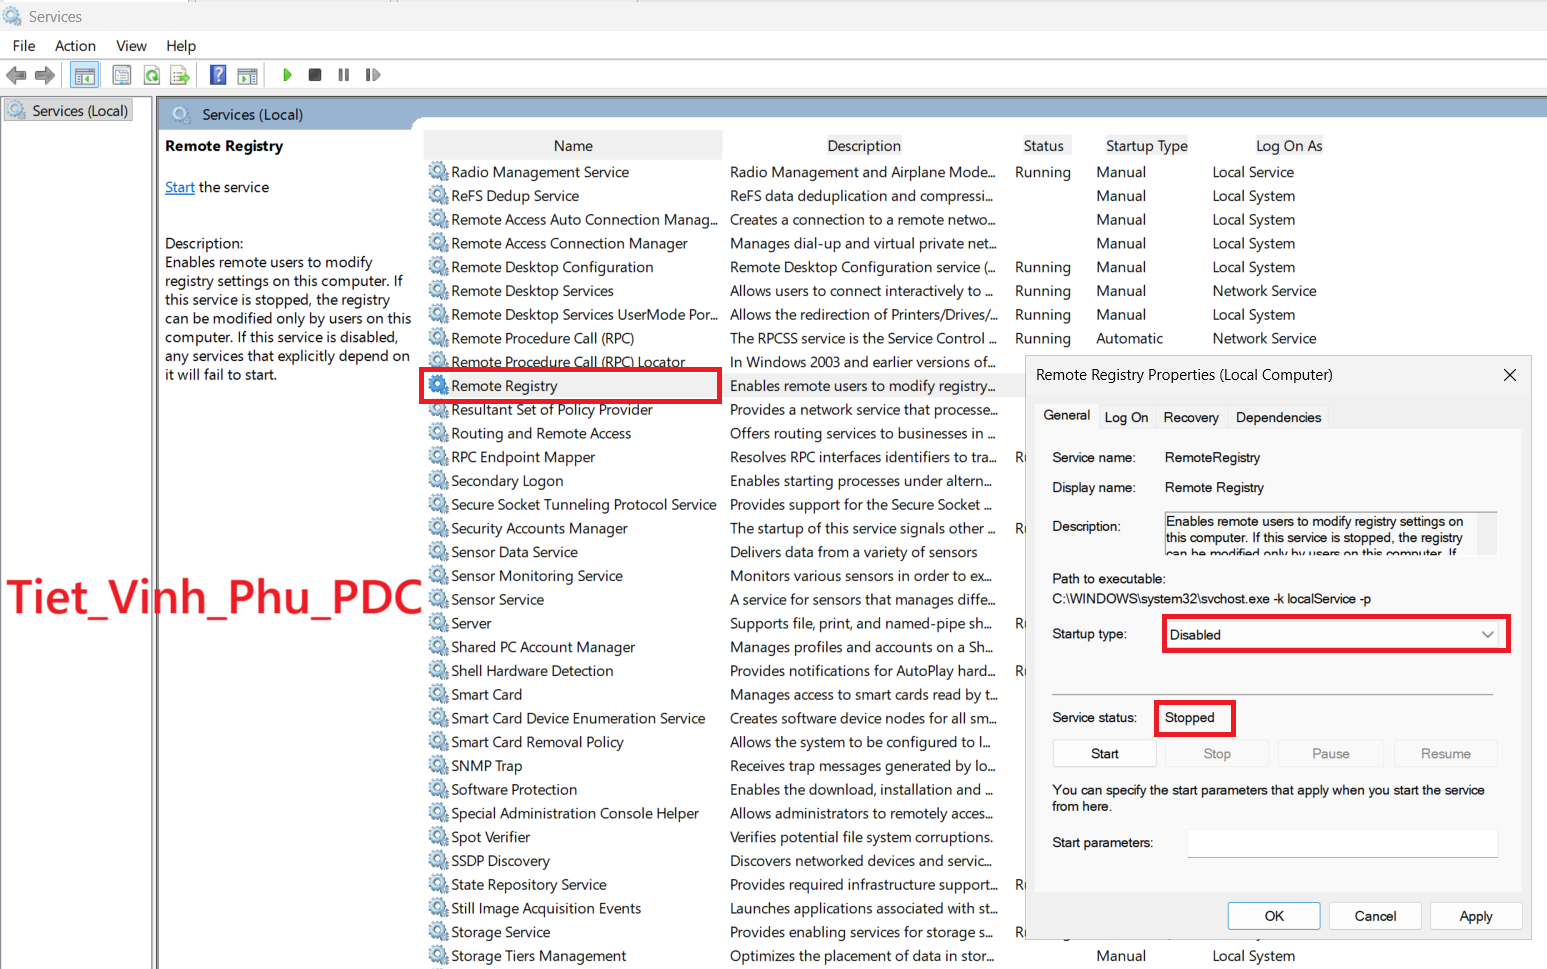 Services
File Action View Help
Services (Local)
Services (Local)
Remote Registry
Start the service
Description:
Enables remote users to modify
registry settings on this computer. If
this service is stopped, the registry
can be modified only by users on this
computer. If this service is disabled,
any services that explicitly depend on
it will fail to start.
Tiet_Vinh_Phu_PDC
Name Description Status Startup Type Log On As
Radio Management Service Radio Management and Airplane Mode... Running Manual Local Service
ReFS Dedup Service ReFS data deduplication and compressi... Manual Local System
Remote Access Auto Connection Manag... Creates a connection to a remote netwo... Manual Local System
Remote Access Connection Manager Manages dial-up and virtual private net... Manual Local System
Remote Desktop Configuration Remote Desktop Configuration service (... Running Manual Local System
Remote Desktop Services Allows users to connect interactively to ... Running Manual Network Service
Remote Desktop Services UserMode Por... Allows the redirection of Printers/Drives/... Running Manual Local System
Remote Procedure Call (RPC) The RPCSS service is the Service Control ... Running Automatic Network Service
Remote Procedure Call (RPC) Locator In Windows 2003 and earlier versions of...
Remote Registry Enables remote users to modify registry...
Resultant Set of Policy Provider Provides a network service that processe...
Routing and Remote Access Offers routing services to businesses in ...
RPC Endpoint Mapper Resolves RPC interfaces identifiers to tra...
Secondary Logon Enables starting processes under altern...
Secure Socket Tunneling Protocol Service Provides support for the Secure Socket ...
Security Accounts Manager The startup of this service signals other ...
Sensor Data Service Delivers data from a variety of sensors
Sensor Monitoring Service Monitors various sensors in order to ex...
Sensor Service A service for sensors that manages diffe...
Server Supports file, print, and named-pipe sh...
Shared PC Account Manager Manages profiles and accounts on a Sh...
Shell Hardware Detection Provides notifications for AutoPlay hard...
Smart Card Manages access to smart cards read by t...
Smart Card Device Enumeration Service Creates software device nodes for all sm...
Smart Card Removal Policy Allows the system to be configured to l...
SNMP Trap Receives trap messages generated by lo...
Software Protection Enables the download, installation and ...
Special Administration Console Helper Allows administrators to remotely acces...
Spot Verifier Verifies potential file system corruptions.
SSDP Discovery Discovers networked devices and servic...
State Repository Service Provides required infrastructure support...
Still Image Acquisition Events Launches applications associated with st...
Storage Service Provides enabling services for storage s...
Storage Tiers Management Optimizes the placement of data in stor... Manual Local System
Remote Registry Properties (Local Computer)
General Log On Recovery Dependencies
Service name: RemoteRegistry
Display name: Remote Registry
Description: Enables remote users to modify registry settings on
this computer. If this service is stopped, the registry
can be modified only by users on this computer. If
Path to executable:
C:\WINDOWS\system32\svchost.exe -k localService -p
Startup type: Disabled
Service status: Stopped
Start Stop Pause Resume
You can specify the start parameters that apply when you start the service
from here.
Start parameters:
OK Cancel Apply